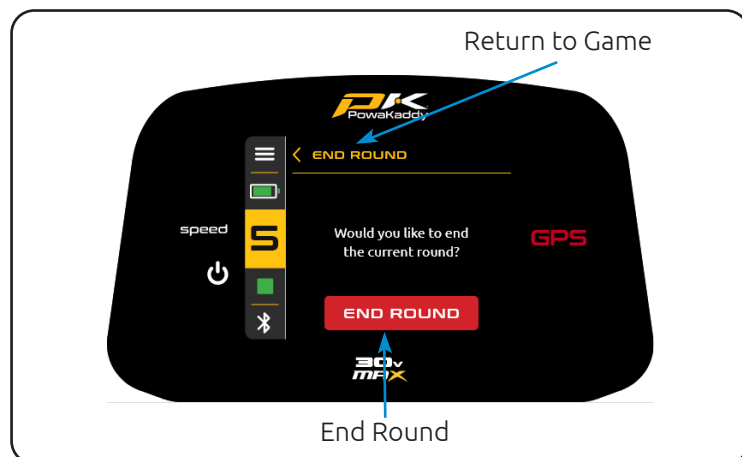 Return to Game
PK
PowaKaddy
< END ROUND
speed
S
Would you like to end
the current round?
GPS
END ROUND
30v
MAX
End Round